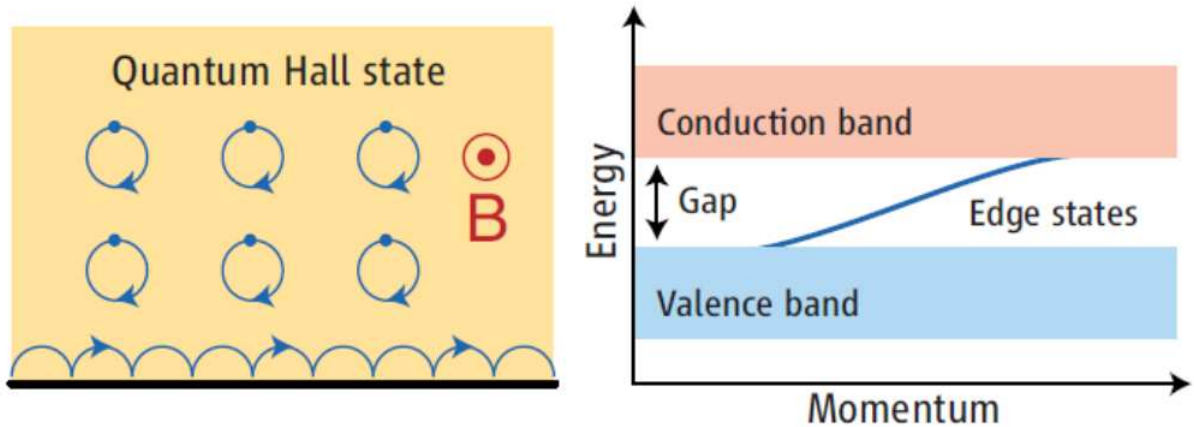 Quantum Hall state
B
Energy
Conduction band
Gap
Edge states
Valence band
Momentum